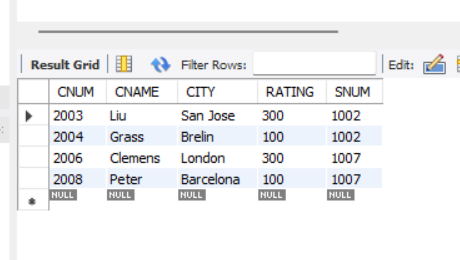 Result Grid Filter Rows: Edit:
CNUM CNAME CITY RATING SNUM
2003 Liu San Jose 300 1002
2004 Grass Brelin 100 1002
2006 Clemens London 300 1007
2008 Peter Barcelona 100 1007
NULL NULL NULL NULL NULL